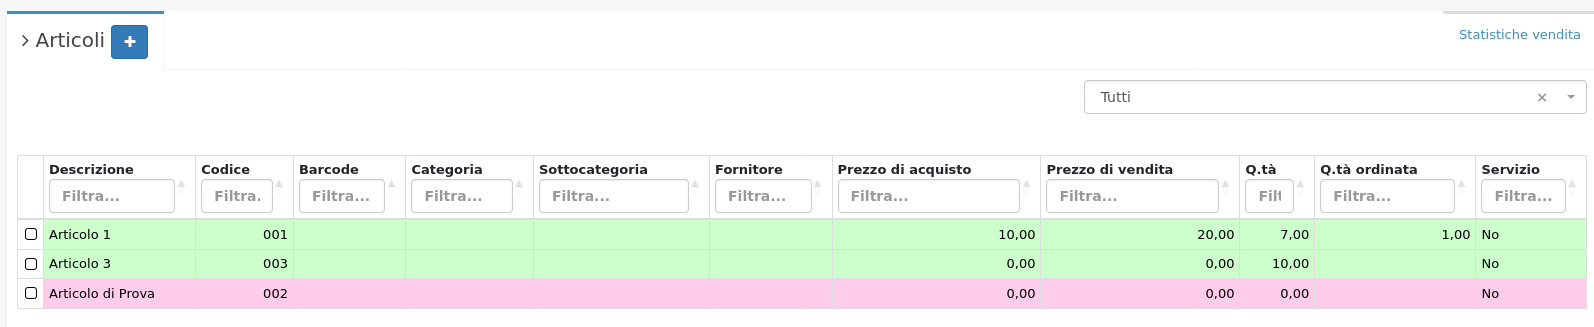 Articoli
Statistiche vendita
Tutti
Descrizione Codice Barcode Categoria Sottocategoria Fornitore Prezzo di acquisto Prezzo di vendita Q.tà Q.tà ordinata Servizio
Filtra... Filtra. Filtra... Filtra... Filtra... Filtra... Filtra... Filtra... Filt Filtra... Filtra...
Articolo 1 001 10,00 20,00 7,00 1,00 No
Articolo 3 003 0,00 0,00 10,00 No
Articolo di Prova 002 0,00 0,00 0,00 No